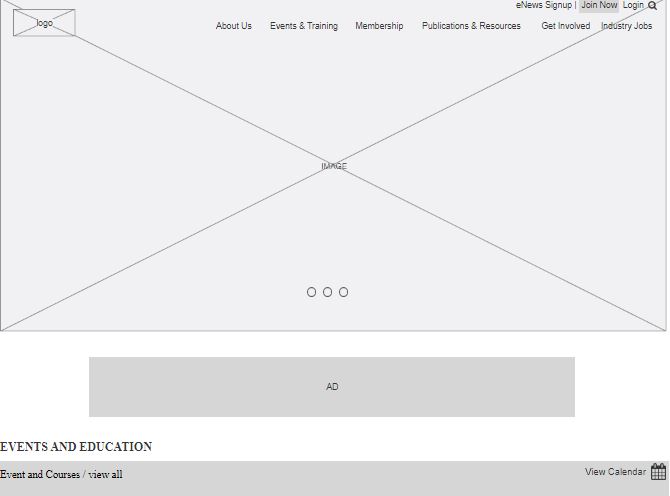 eNews Signup | Join Now Login
logo
About Us Events & Training Membership Publications & Resources Get Involved Industry Jobs
IMAGE
AD
EVENTS AND EDUCATION
Event and Courses / view all
View Calendar